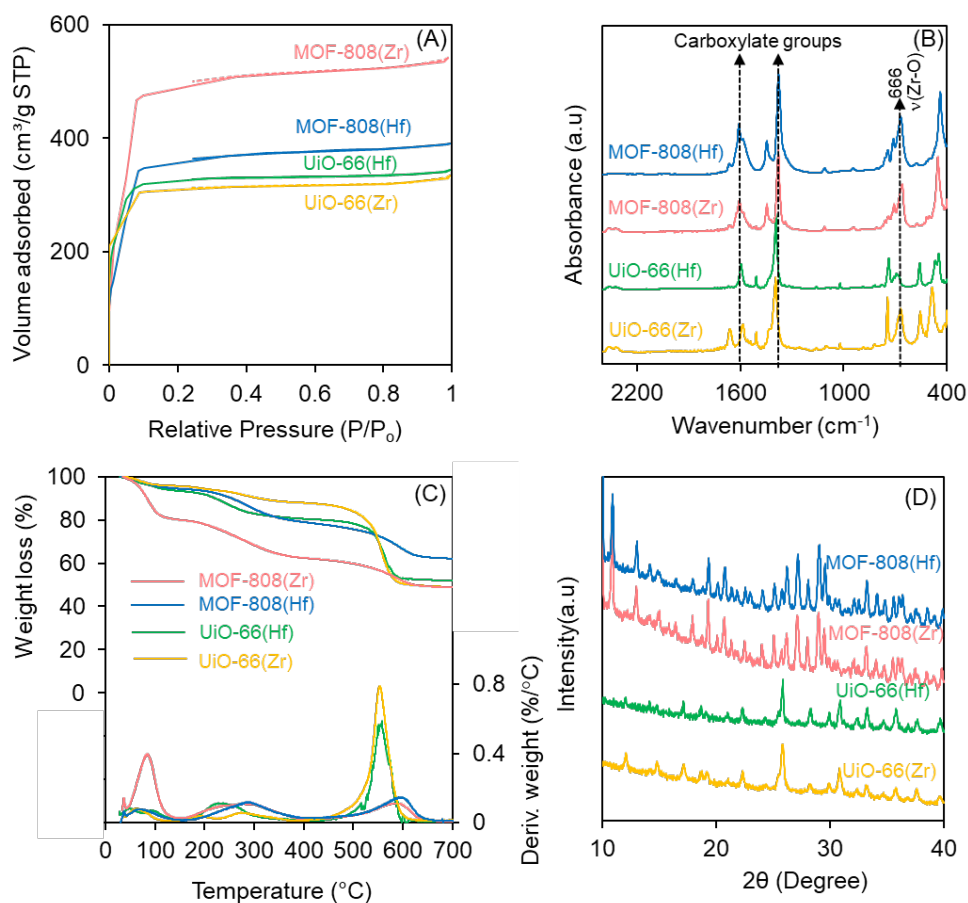 (A)
600
400
200
0
Volume adsorbed (cm³/g STP)
MOF-808(Zr)
MOF-808(Hf)
UiO-66(Hf)
UiO-66(Zr)
0 0.2 0.4 0.6 0.8 1
Relative Pressure (P/Pₒ)
(B)
Carboxylate groups
666
ν(Zr-O)
Absorbance (a.u)
MOF-808(Hf)
MOF-808(Zr)
UiO-66(Hf)
UiO-66(Zr)
2200 1600 1000 400
Wavenumber (cm⁻¹)
(C)
100
80
60
40
20
0
Weight loss (%)
MOF-808(Zr)
MOF-808(Hf)
UiO-66(Hf)
UiO-66(Zr)
0.8
0.4
0
Deriv. weight (%/°C)
0 100 200 300 400 500 600 700
Temperature (°C)
(D)
Intensity(a.u)
MOF-808(Hf)
MOF-808(Zr)
UiO-66(Hf)
UiO-66(Zr)
10 20 30 40
2θ (Degree)